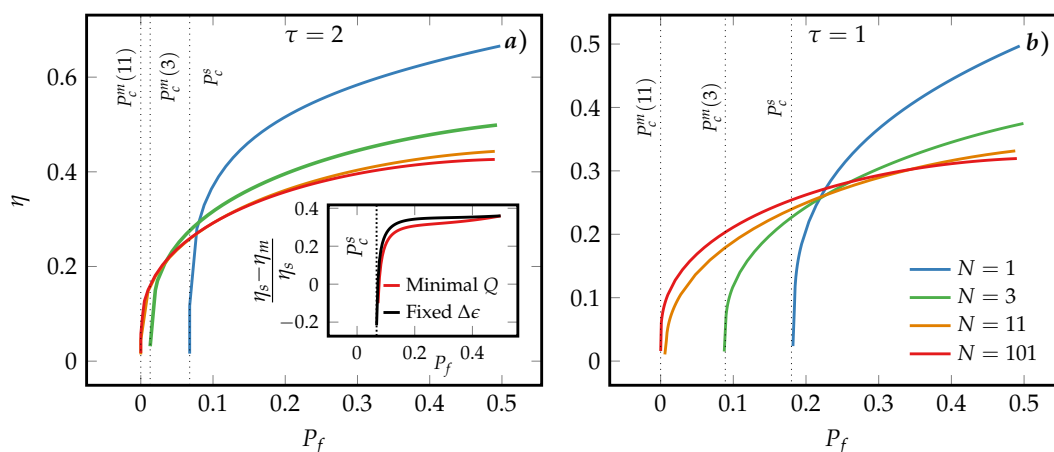 τ = 2
a)
P_c^m(11)
P_c^m(3)
P_c^s
0.6
0.4
0.2
0
η
0
0.1
0.2
0.3
0.4
0.5
P_f
0.4
0.2
0
−0.2
η_s−η_m
η_s
P_c^s
Minimal Q
Fixed Δϵ
0
0.2
0.4
P_f
τ = 1
b)
P_c^m(11)
P_c^m(3)
P_c^s
0.5
0.4
0.3
0.2
0.1
0
N = 1
N = 3
N = 11
N = 101
0
0.1
0.2
0.3
0.4
0.5
P_f